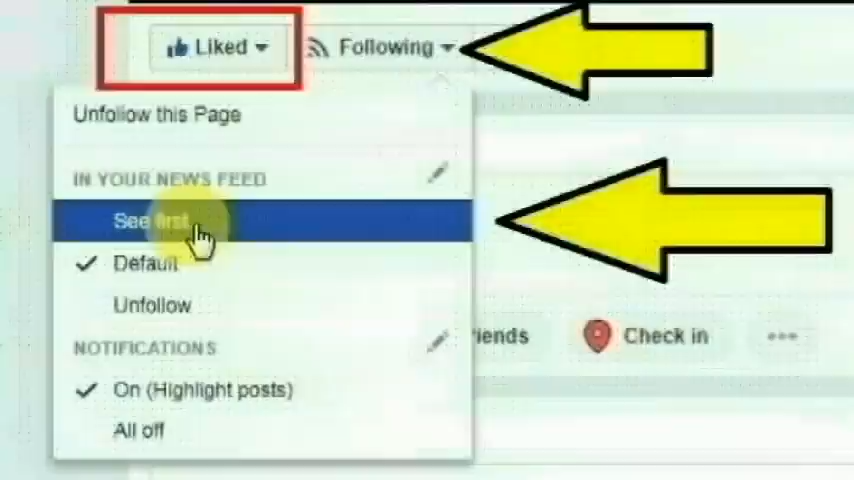 Liked Following
Unfollow this Page
IN YOUR NEWS FEED
See first
Default
Unfollow
NOTIFICATIONS
On (Highlight posts)
All off
riends Check in